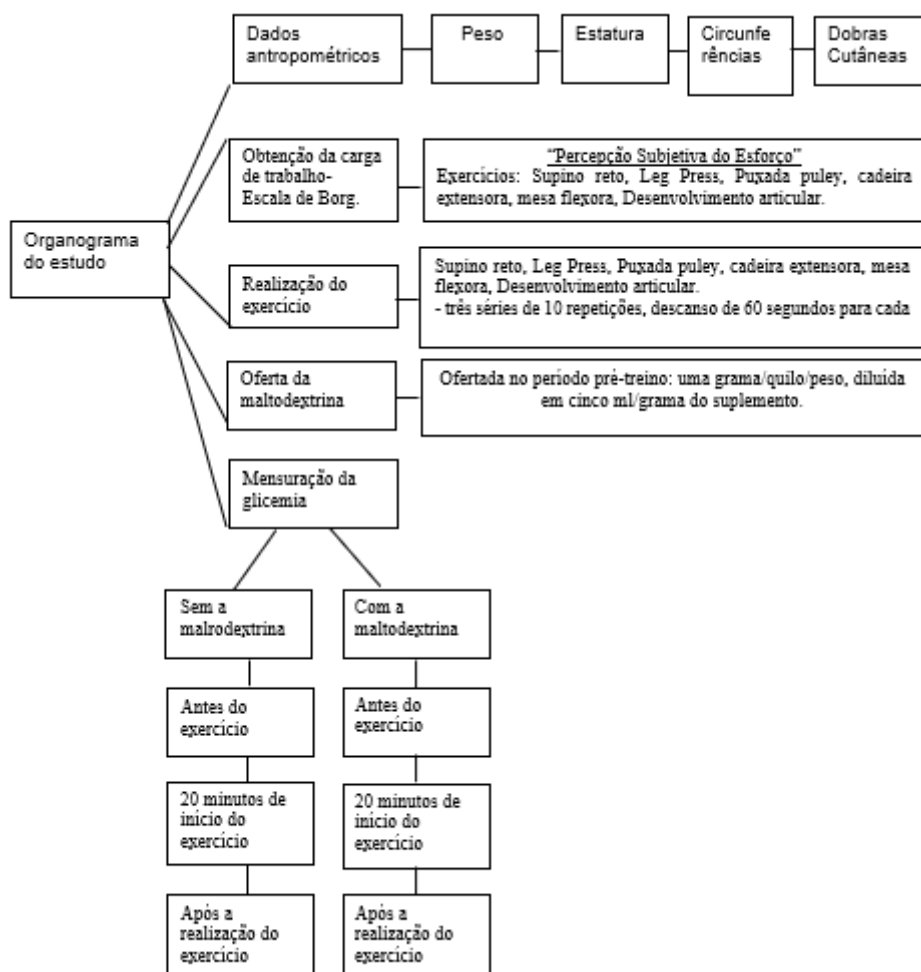 Dados
antropométricos
Peso
Estatura
Circunfe
rências
Dobras
Cutâneas
Obtenção da carga
de trabalho-
Escala de Borg.
“Percepção Subjetiva do Esforço”
Exercícios: Supino reto, Leg Press, Puxada puley, cadeira
extensora, mesa flexora, Desenvolvimento articular.
Organograma
do estudo
Realização do
exercício
Supino reto, Leg Press, Puxada puley, cadeira extensora, mesa
flexora, Desenvolvimento articular.
- três séries de 10 repetições, descanso de 60 segundos para cada
Oferta da
maltodextrina
Ofertada no período pré-treino: uma grama/quilo/peso, diluída
em cinco ml/grama do suplemento.
Mensuração da
glicemia
Sem a
malrodextrina
Com a
maltodextrina
Antes do
exercício
Antes do
exercício
20 minutos de
início do
exercício
20 minutos de
início do
exercício
Após a
realização do
exercício
Após a
realização do
exercício